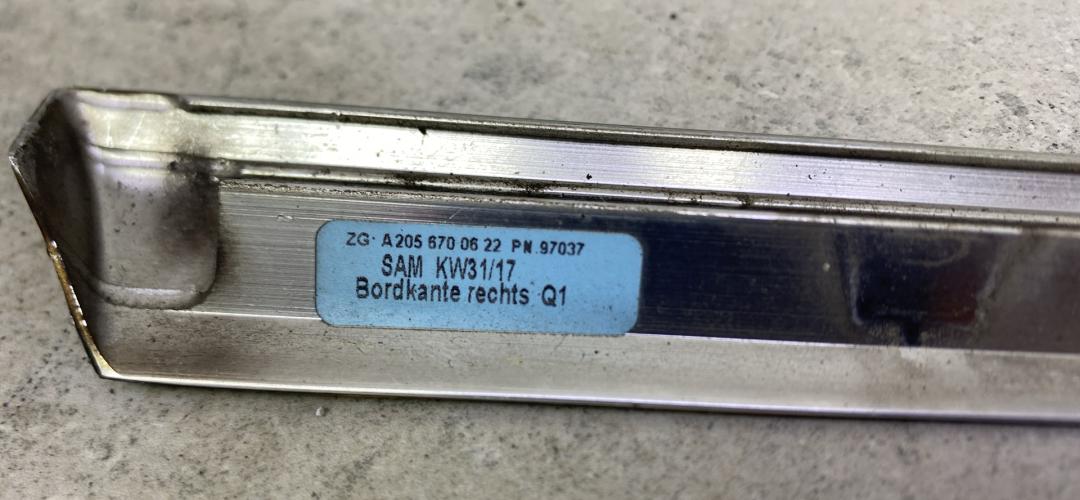 ZG· A205 670 06 22 PN.97037
SAM KW31/17
Bordkante rechts Q1